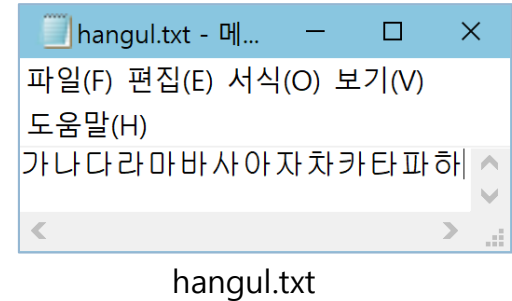 hangul.txt - 메...
파일(F) 편집(E) 서식(O) 보기(V)
도움말(H)
가나다라마바사아자차카타파하
hangul.txt